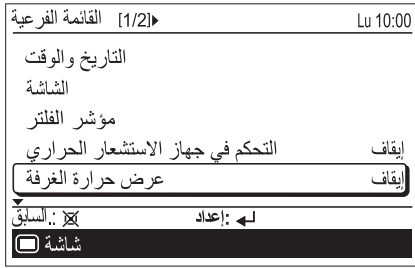 القائمة الفرعية [1/2] Lu 10:00
التاريخ والوقت
الشاشة
مؤشر الفلتر
التحكم في جهاز الاستشعار الحراري إيقاف
عرض حرارة الغرفة إيقاف
السابق: إعداد:
شاشة